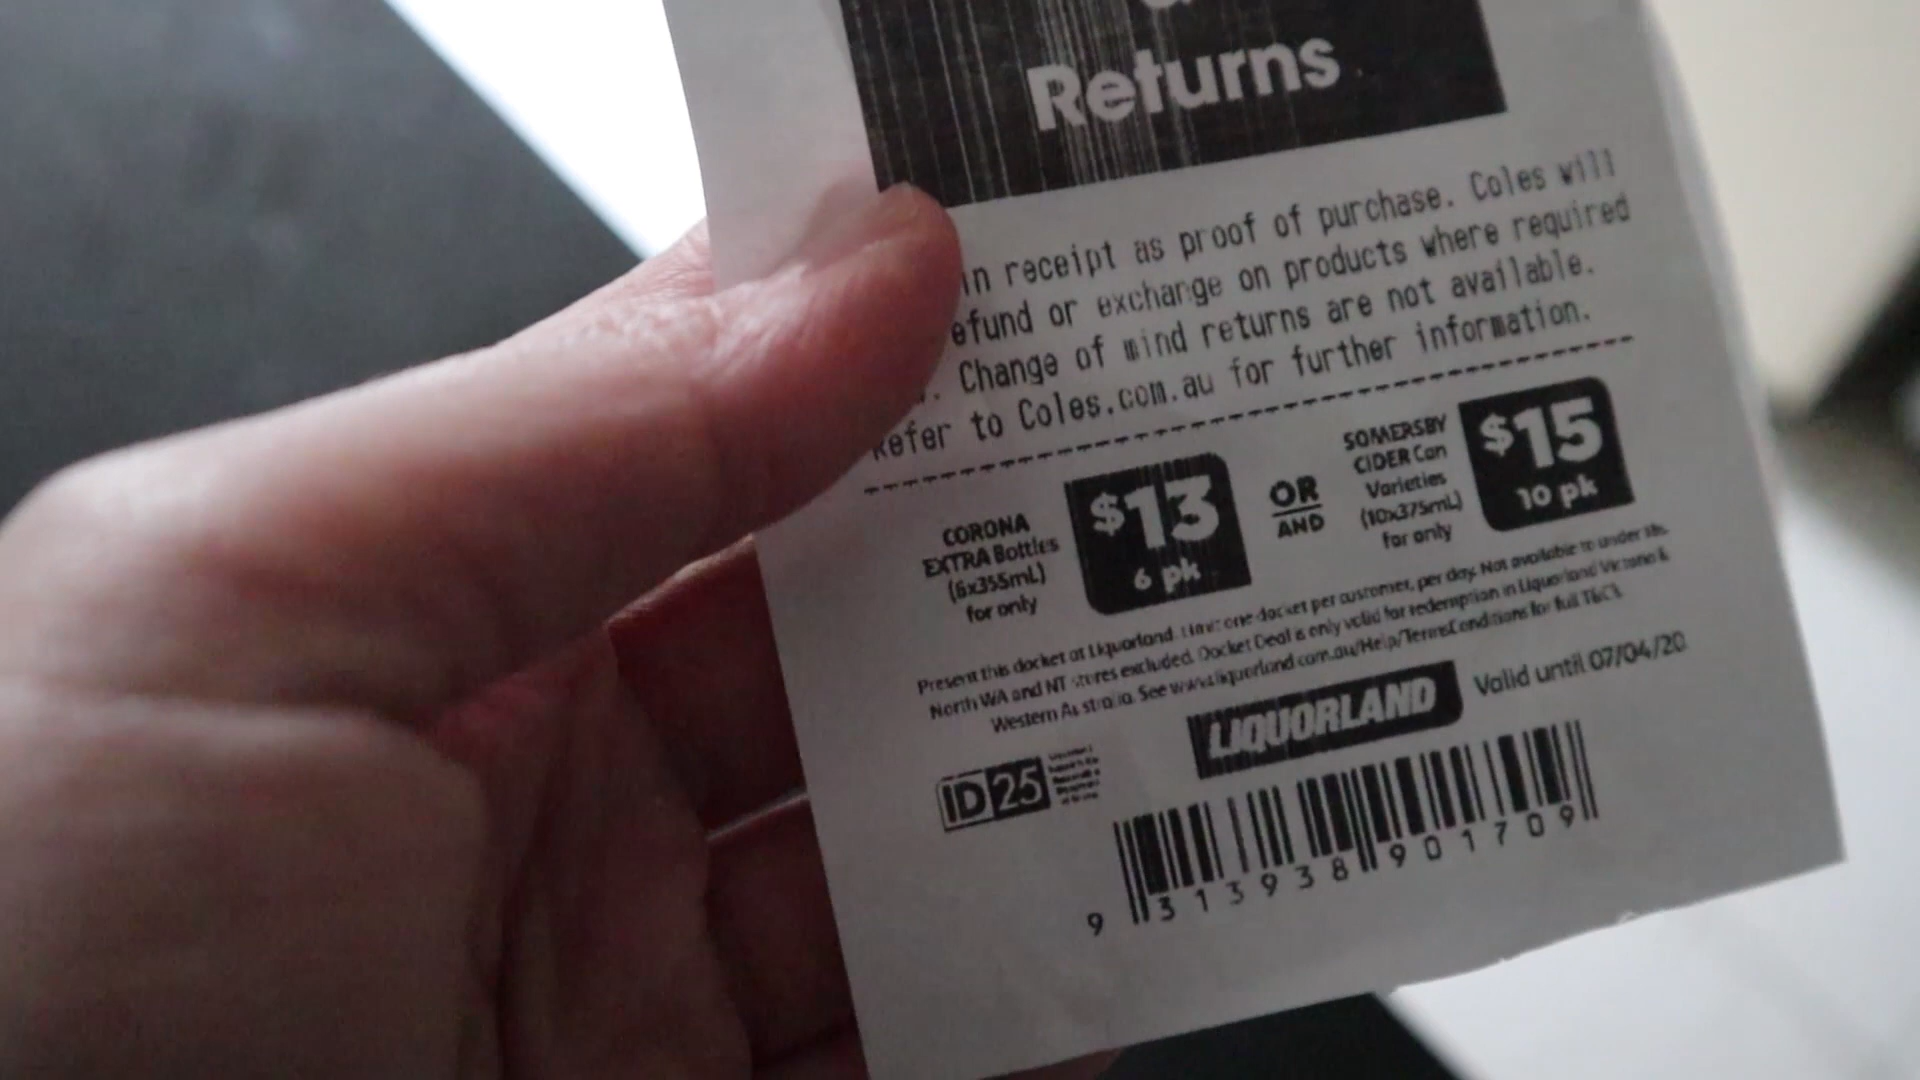 Returns
in receipt as proof of purchase. Coles will
efund or exchange on products where required
. Change of mind returns are not available.
Refer to Coles.com.au for further information.
CORONA
EXTRA Bottles
(6x355mL)
for only
$13
6 pk
OR
AND
SOMERSBY
CIDER Can
Varieties
(10x375mL)
for only
$15
10 pk
Present this docket at Liquorland. Limit one docket per customer, per day. Not available to under 18s.
North WA and NT stores excluded. Docket Deal is only valid for redemption in Liquorland Victoria &
Western Australia. See www.liquorland.com.au/Help/TermsConditions for full T&C's.
LIQUORLAND
Valid until 07/04/20
ID25
9 313938 901709